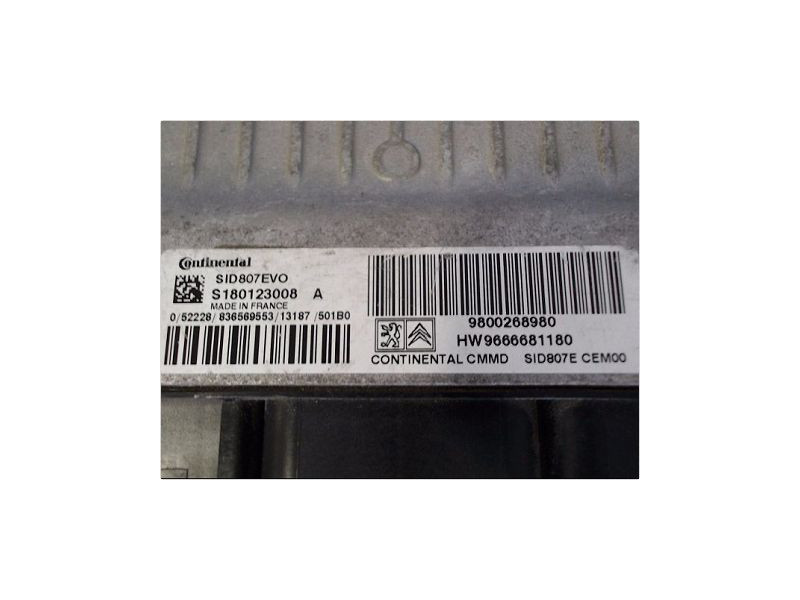 Continental
SID807EVO
S180123008 A
MADE IN FRANCE
0/52228/836569553/13187/501B0
9800268980
HW9666681180
CONTINENTAL CMMD SID807E CEM00